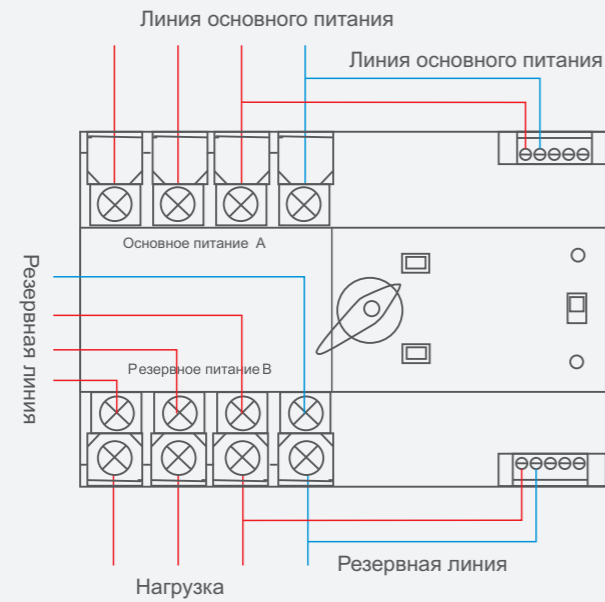 Линия основного питания
Линия основного питания
Основное питание А
Резервная линия
Резервное питание В
Резервная линия
Нагрузка